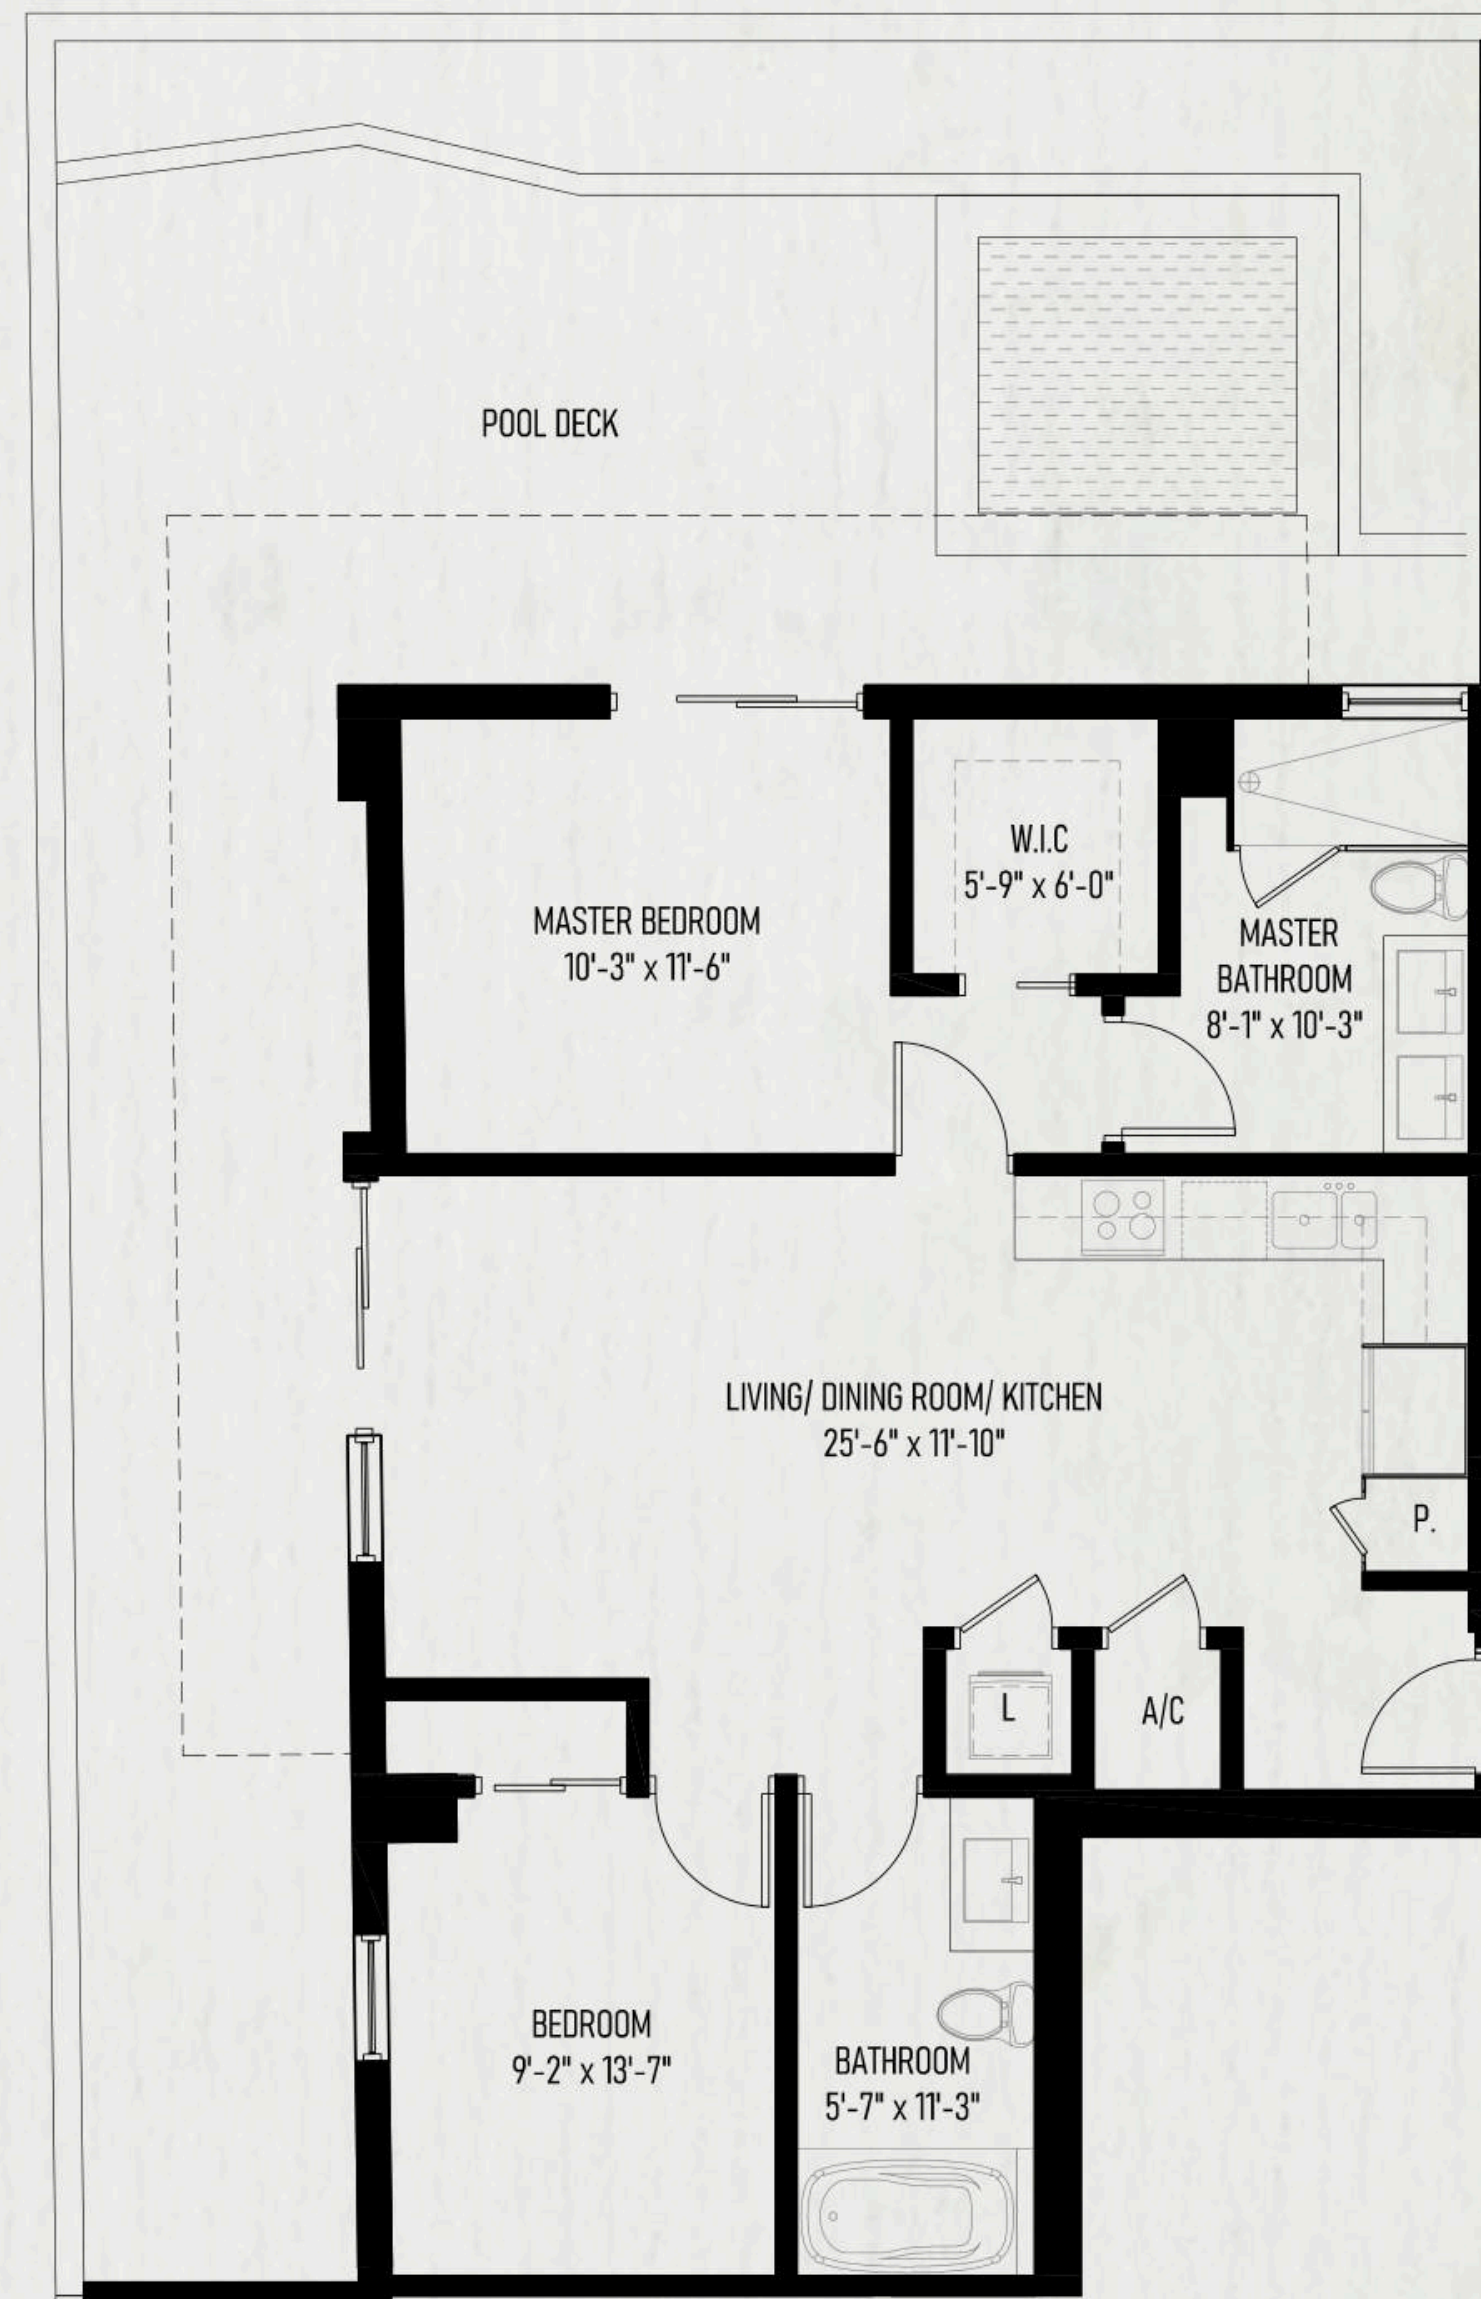 POOL DECK
W.I.C
5'-9" x 6'-0"
MASTER BEDROOM
10'-3" x 11'-6"
MASTER
BATHROOM
8'-1" x 10'-3"
LIVING/ DINING ROOM/ KITCHEN
25'-6" x 11'-10"
P.
L
A/C
BEDROOM
9'-2" x 13'-7"
BATHROOM
5'-7" x 11'-3"